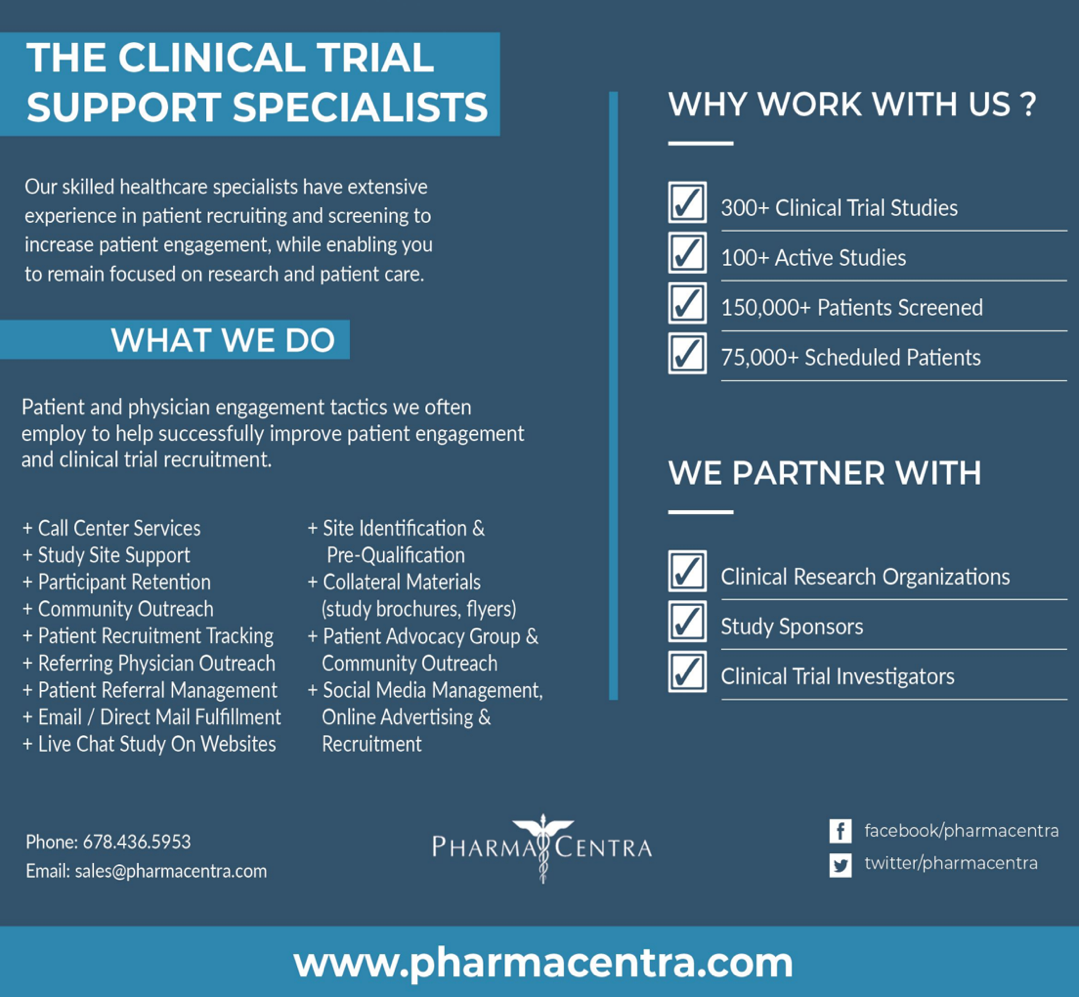 THE CLINICAL TRIAL
SUPPORT SPECIALISTS
Our skilled healthcare specialists have extensive
experience in patient recruiting and screening to
increase patient engagement, while enabling you
to remain focused on research and patient care.
WHAT WE DO
Patient and physician engagement tactics we often
employ to help successfully improve patient engagement
and clinical trial recruitment.
+ Call Center Services
+ Study Site Support
+ Participant Retention
+ Community Outreach
+ Patient Recruitment Tracking
+ Referring Physician Outreach
+ Patient Referral Management
+ Email / Direct Mail Fulfillment
+ Live Chat Study On Websites
+ Site Identification &
Pre-Qualification
+ Collateral Materials
(study brochures, flyers)
+ Patient Advocacy Group &
Community Outreach
+ Social Media Management,
Online Advertising &
Recruitment
WHY WORK WITH US ?
300+ Clinical Trial Studies
100+ Active Studies
150,000+ Patients Screened
75,000+ Scheduled Patients
WE PARTNER WITH
Clinical Research Organizations
Study Sponsors
Clinical Trial Investigators
Phone: 678.436.5953
Email: sales@pharmacentra.com
PHARMACENTRA
facebook/pharmacentra
twitter/pharmacentra
www.pharmacentra.com